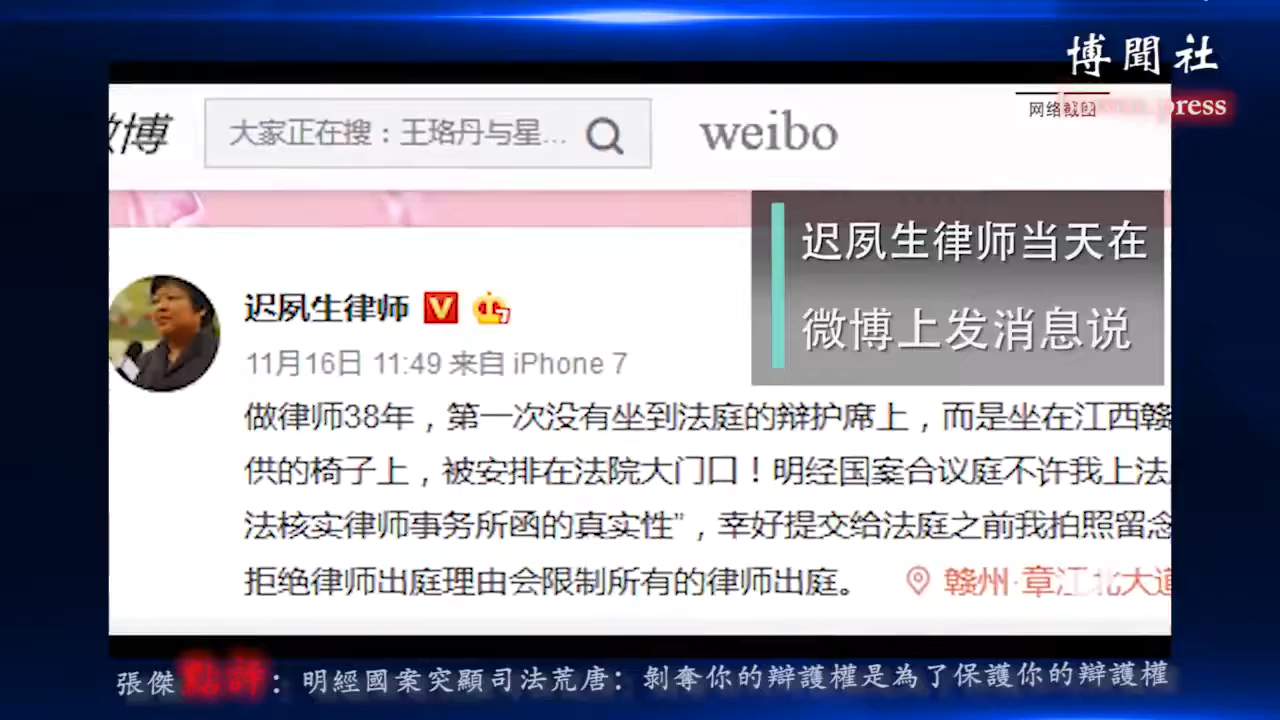 博聞社
press
网络截图
微博
大家正在搜：王珞丹与星...
weibo
迟夙生律师当天在
微博上发消息说
迟夙生律师 V
11月16日 11:49 来自 iPhone 7
做律师38年，第一次没有坐到法庭的辩护席上，而是坐在江西赣
供的椅子上，被安排在法院大门口！明经国案合议庭不许我上法
法核实律师事务所函的真实性”，幸好提交给法庭之前我拍照留念
拒绝律师出庭理由会限制所有的律师出庭。 赣州·章江北大道
張傑點評：明經國案突顯司法荒唐：剝奪你的辯護權是為了保護你的辯護權